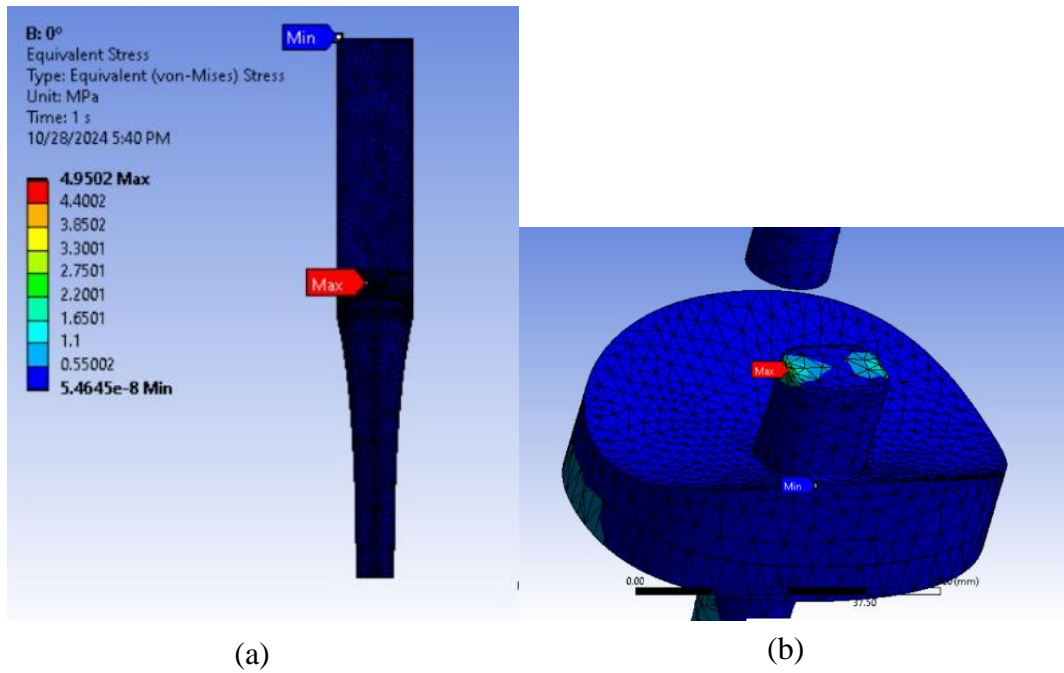 B: 0º
Equivalent Stress
Type: Equivalent (von-Mises) Stress
Unit: MPa
Time: 1 s
10/28/2024 5:40 PM
4.9502 Max
4.4002
3.8502
3.3001
2.7501
2.2001
1.6501
1.1
0.55002
5.4645e-8 Min
Min
Max
Max
Min
0.00
(mm)
37.50
(a)
(b)